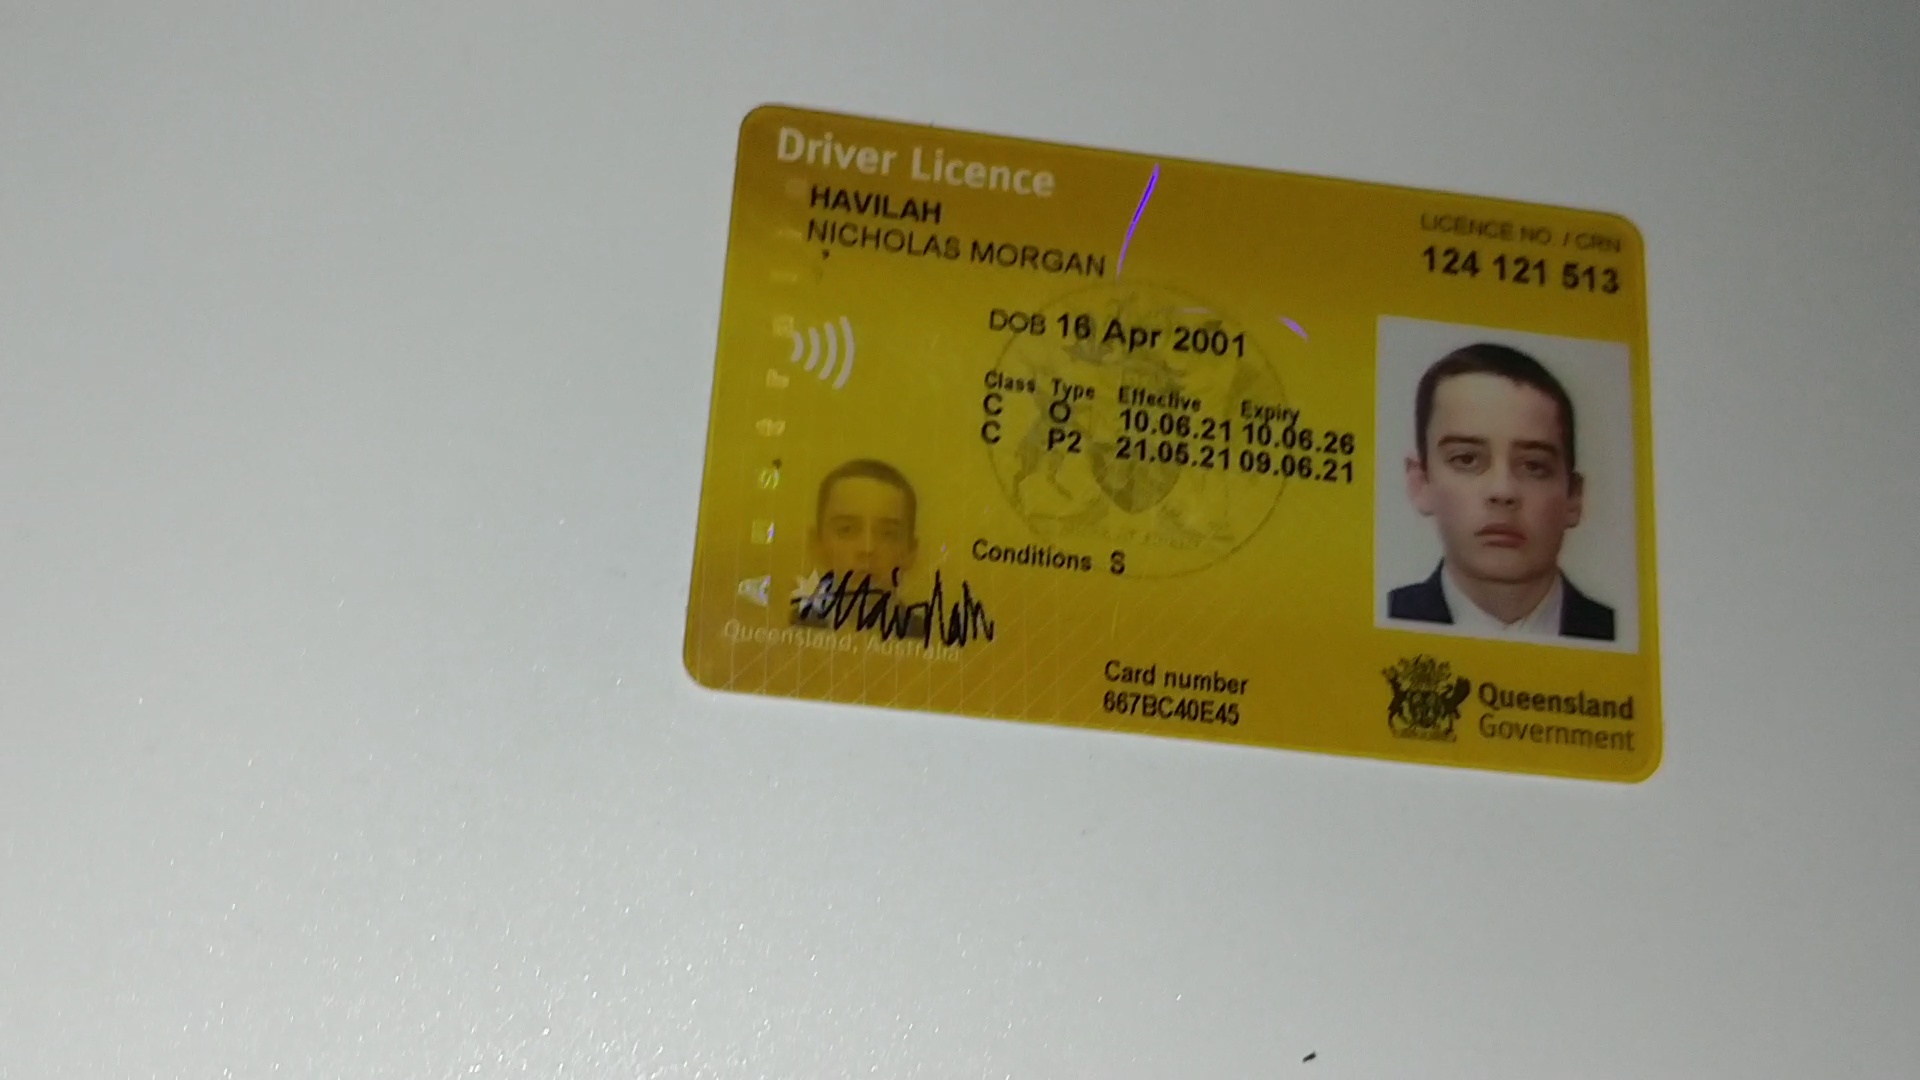 Driver Licence
HAVILAH
NICHOLAS MORGAN
LICENCE NO. / CRN
124 121 513
DOB 16 Apr 2001
Class Type Effective Expiry
C O 10.06.21 10.06.26
C P2 21.05.21 09.06.21
Conditions S
Queensland, Australia
Card number
667BC40E45
Queensland
Government